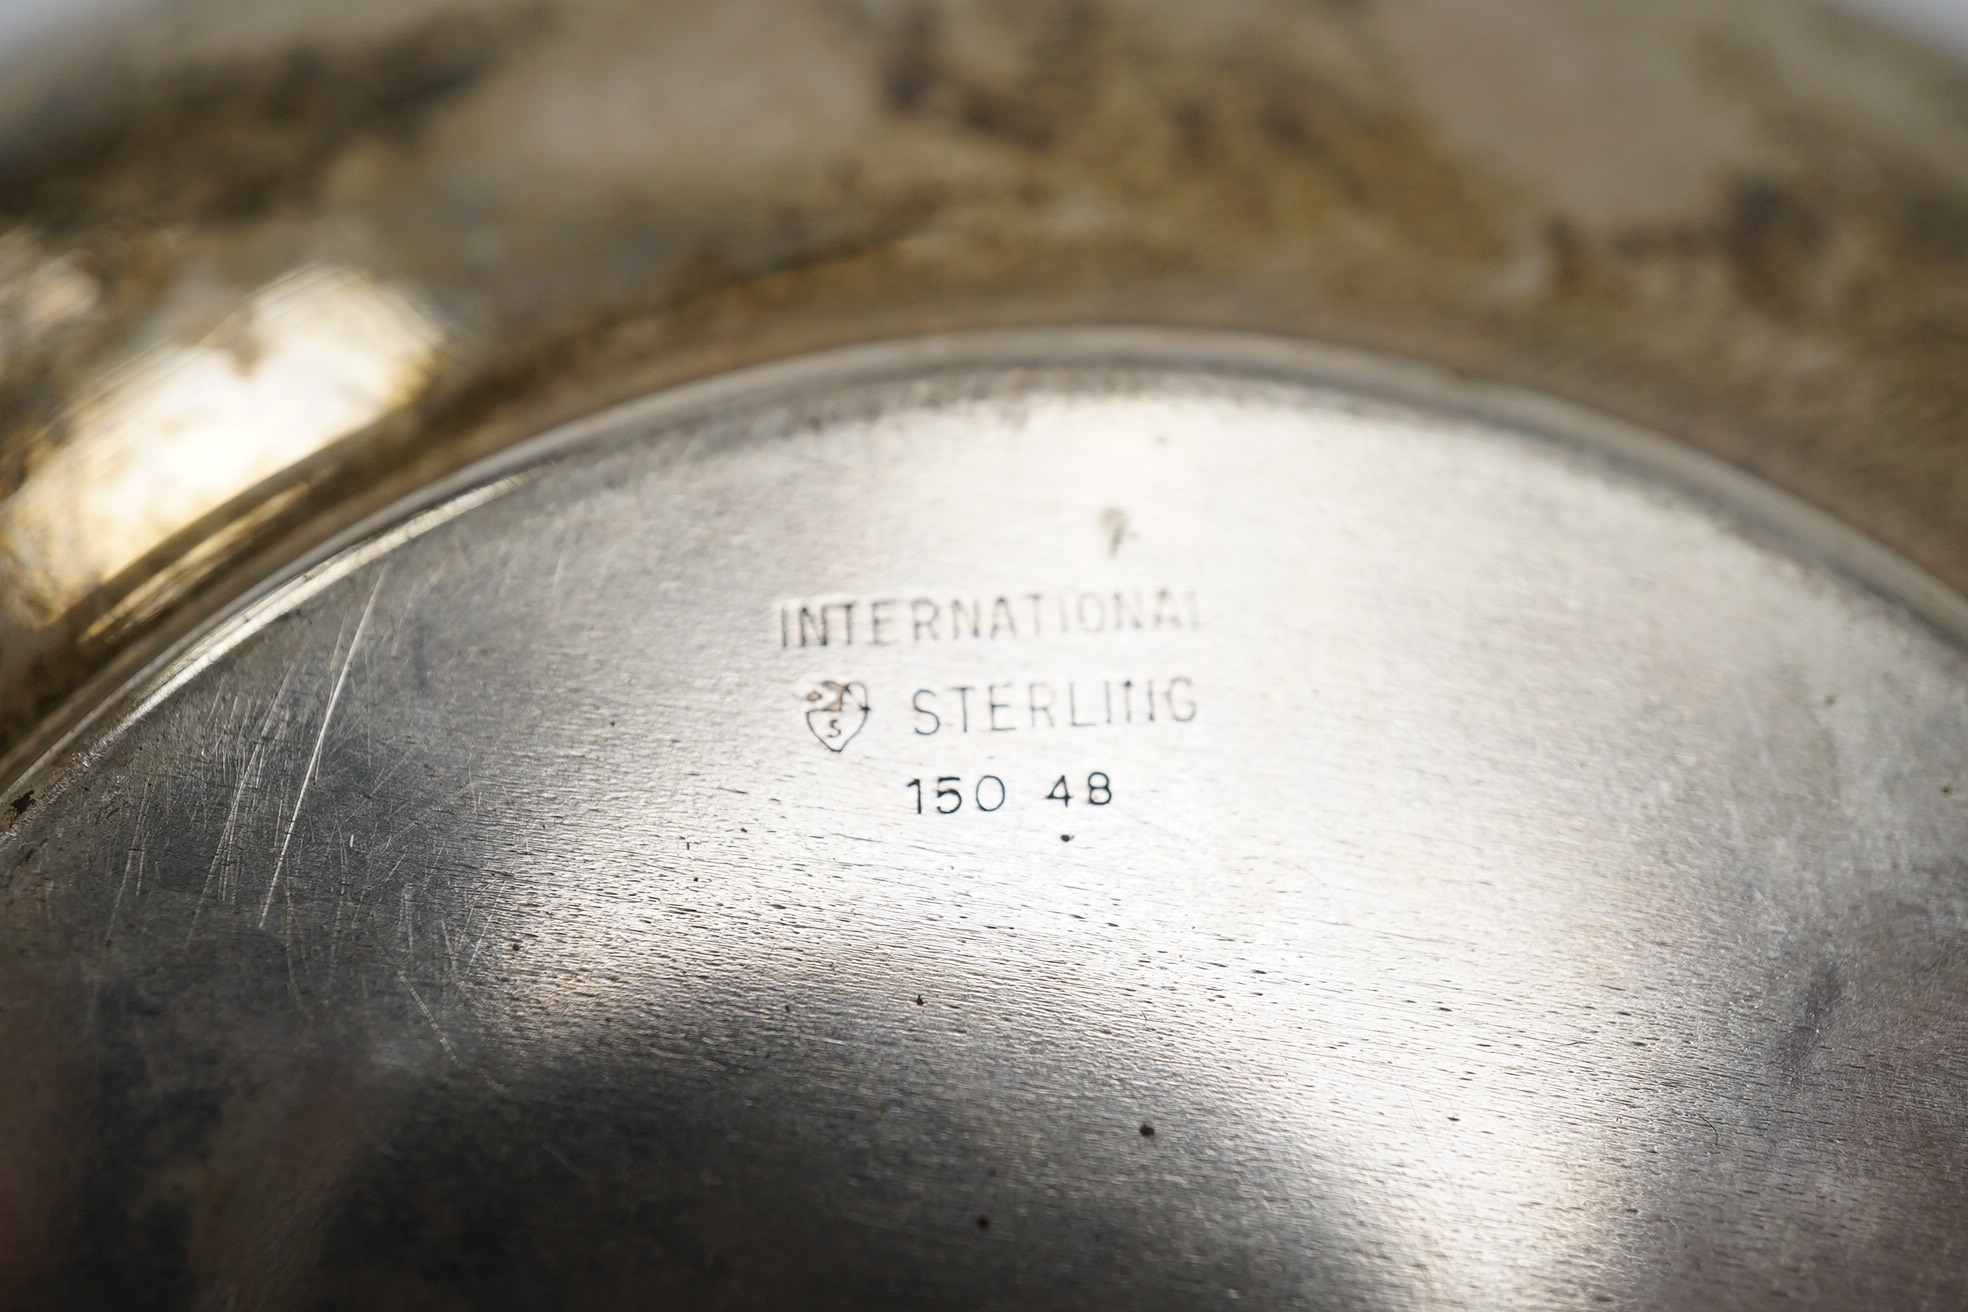 INTERNATIONAL
S STERLING
150 48